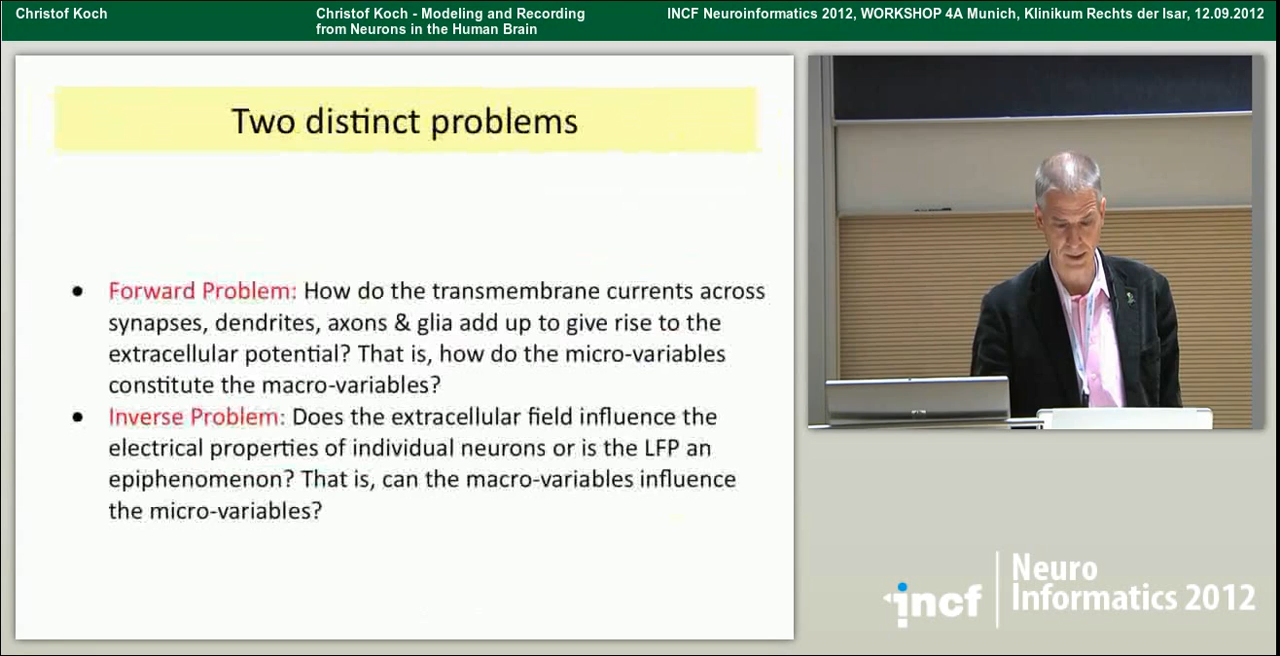 Christof Koch
Christof Koch - Modeling and Recording
from Neurons in the Human Brain
INCF Neuroinformatics 2012, WORKSHOP 4A Munich, Klinikum Rechts der Isar, 12.09.2012
Two distinct problems
● Forward Problem: How do the transmembrane currents across
synapses, dendrites, axons & glia add up to give rise to the
extracellular potential? That is, how do the micro-variables
constitute the macro-variables?
● Inverse Problem: Does the extracellular field influence the
electrical properties of individual neurons or is the LFP an
epiphenomenon? That is, can the macro-variables influence
the micro-variables?
incf
Neuro
Informatics 2012